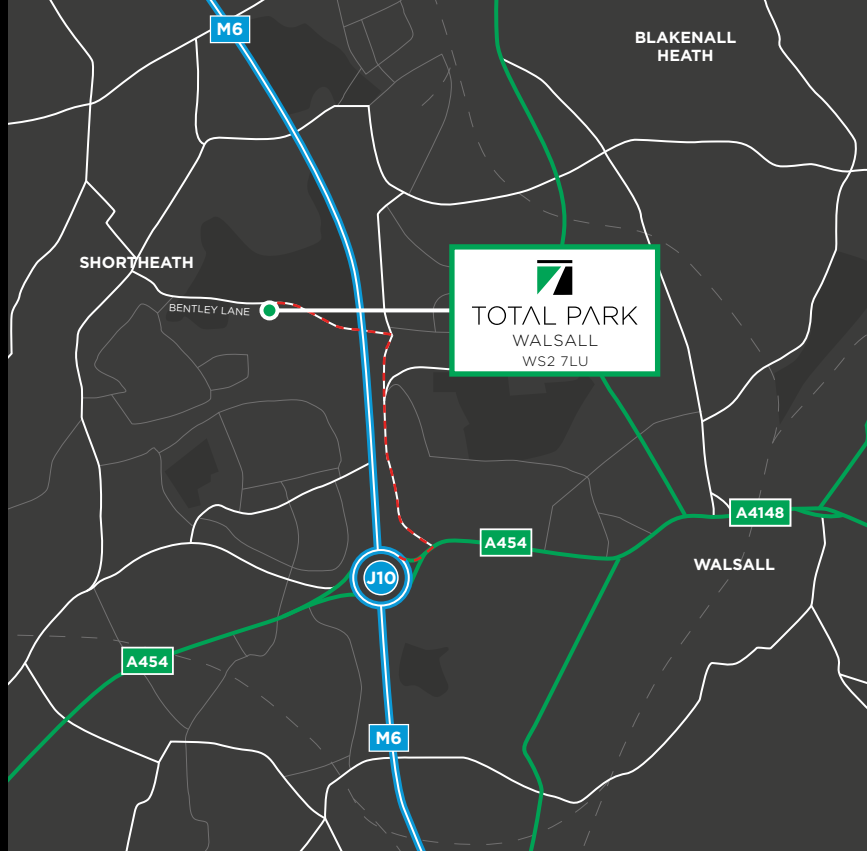 M6
BLAKENALL
HEATH
SHORTHEATH
BENTLEY LANE
TOTAL PARK
WALSALL
WS2 7LU
A4148
A454
WALSALL
J10
A454
M6